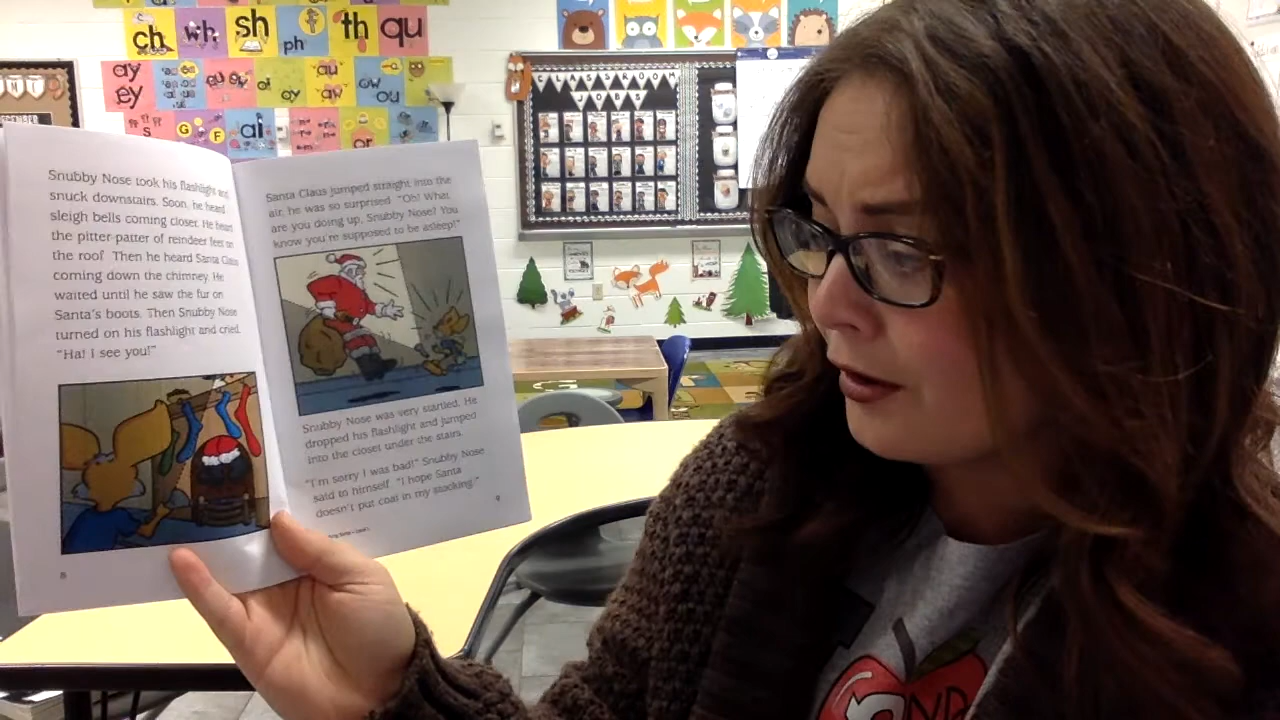 ch
wh
sh
ph
th
qu
ay
ey
au
aw
ow
ou
oy
G
F
ai
or
S
CLASSROOM
JOBS
Snubby Nose took his flashlight and
snuck downstairs. Soon, he heard
sleigh bells coming closer. He heard
the pitter-patter of reindeer feet on
the roof. Then he heard Santa Claus
coming down the chimney. He
waited until he saw the fur on
Santa's boots. Then Snubby Nose
turned on his flashlight and cried,
"Ha! I see you!"
8
Santa Claus jumped straight into the
air, he was so surprised. "Oh! What
are you doing up, Snubby Nose? You
know you're supposed to be asleep!"
Snubby Nose was very startled. He
dropped his flashlight and jumped
into the closet under the stairs.
"I'm sorry I was bad!" Snubby Nose
said to himself. "I hope Santa
doesn't put coal in my stocking."
9